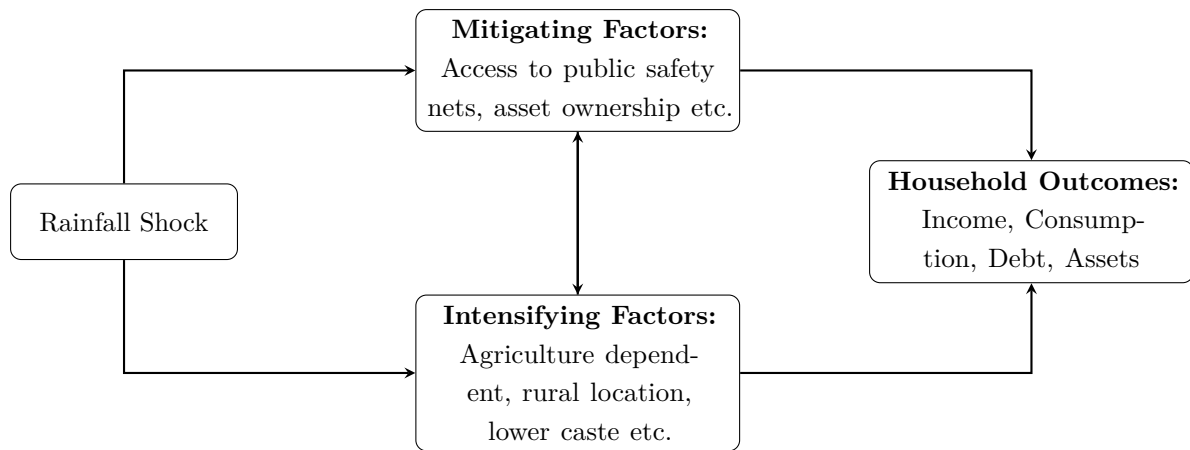 Mitigating Factors:
Access to public safety
nets, asset ownership etc.
Rainfall Shock
Household Outcomes:
Income, Consump-
tion, Debt, Assets
Intensifying Factors:
Agriculture depend-
ent, rural location,
lower caste etc.